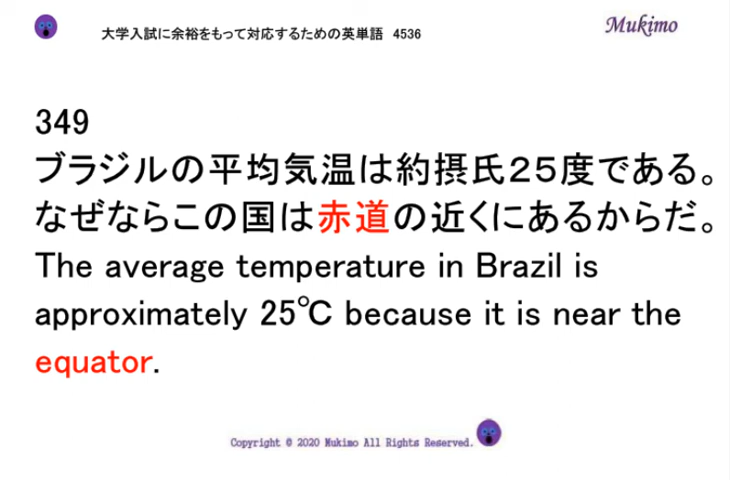 大学入試に余裕をもって対応するための英単語 4536
Mukimo
349
ブラジルの平均気温は約摂氏２５度である。
なぜならこの国は赤道の近くにあるからだ。
The average temperature in Brazil is
approximately 25℃ because it is near the
equator.
Copyright © 2020 Mukimo All Rights Reserved.